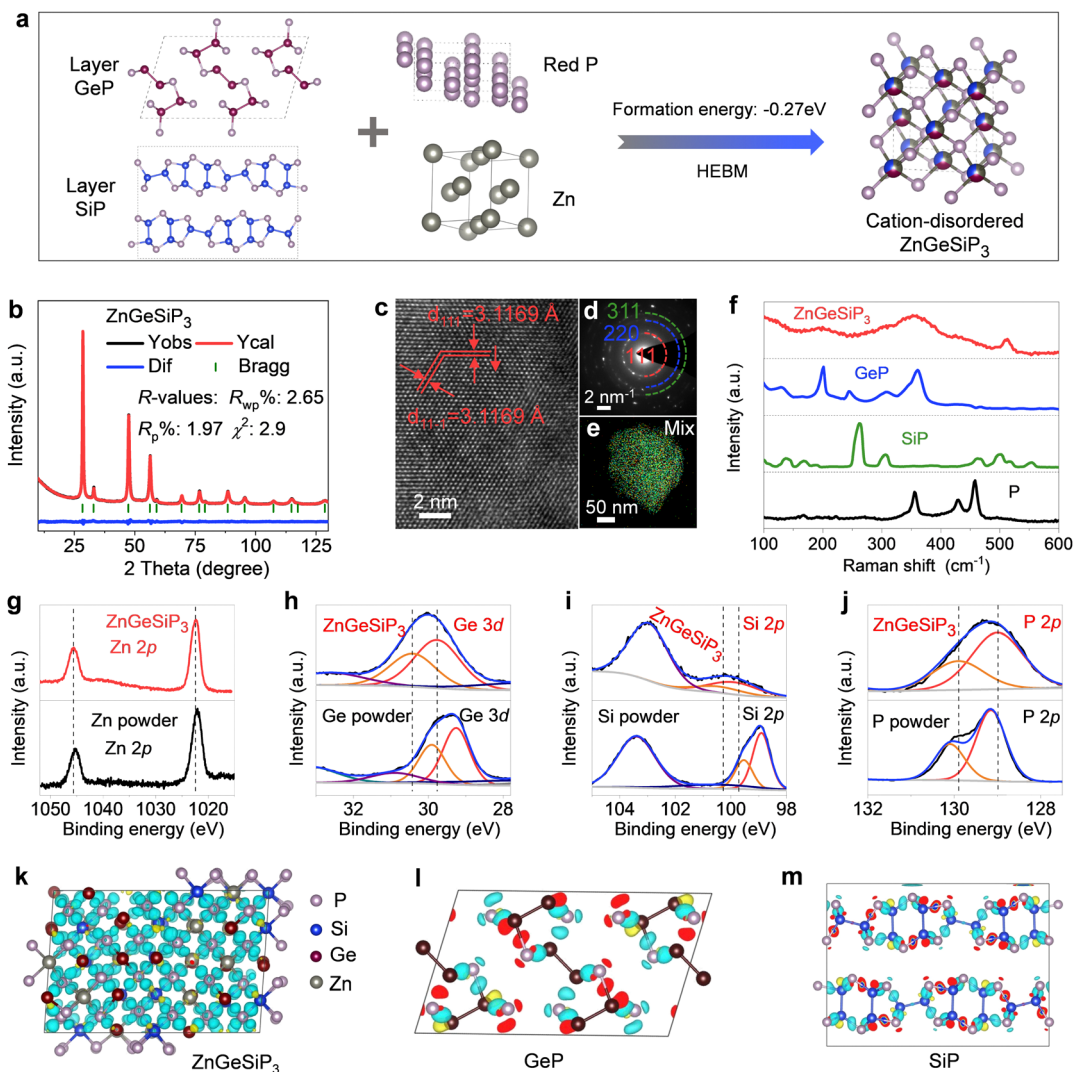 a
Layer
GeP
Red P
Formation energy: -0.27eV
HEBM
Layer
SiP
Zn
Cation-disordered
ZnGeSiP3
b
ZnGeSiP3
Yobs Ycal
Dif Bragg
R-values: Rwp%: 2.65
Rp%: 1.97 χ2: 2.9
Intensity (a.u.)
25 50 75 100 125
2 Theta (degree)
c
d111=3.1169 Å
d11-1=3.1169 Å
2 nm
d
311
220
111
2 nm-1
e
Mix
50 nm
f
ZnGeSiP3
GeP
SiP
P
Intensity (a.u.)
100 200 300 400 500 600
Raman shift (cm-1)
g
ZnGeSiP3
Zn 2p
Zn powder
Zn 2p
Intensity (a.u.)
1050 1040 1030 1020
Binding energy (eV)
h
ZnGeSiP3 Ge 3d
Ge powder Ge 3d
Intensity (a.u.)
32 30 28
Binding energy (eV)
i
ZnGeSiP3
Si 2p
Si powder Si 2p
Intensity (a.u.)
104 102 100 98
Binding energy (eV)
j
ZnGeSiP3 P 2p
P powder P 2p
Intensity (a.u.)
132 130 128
Binding energy (eV)
k
P
Si
Ge
Zn
ZnGeSiP3
l
GeP
m
SiP